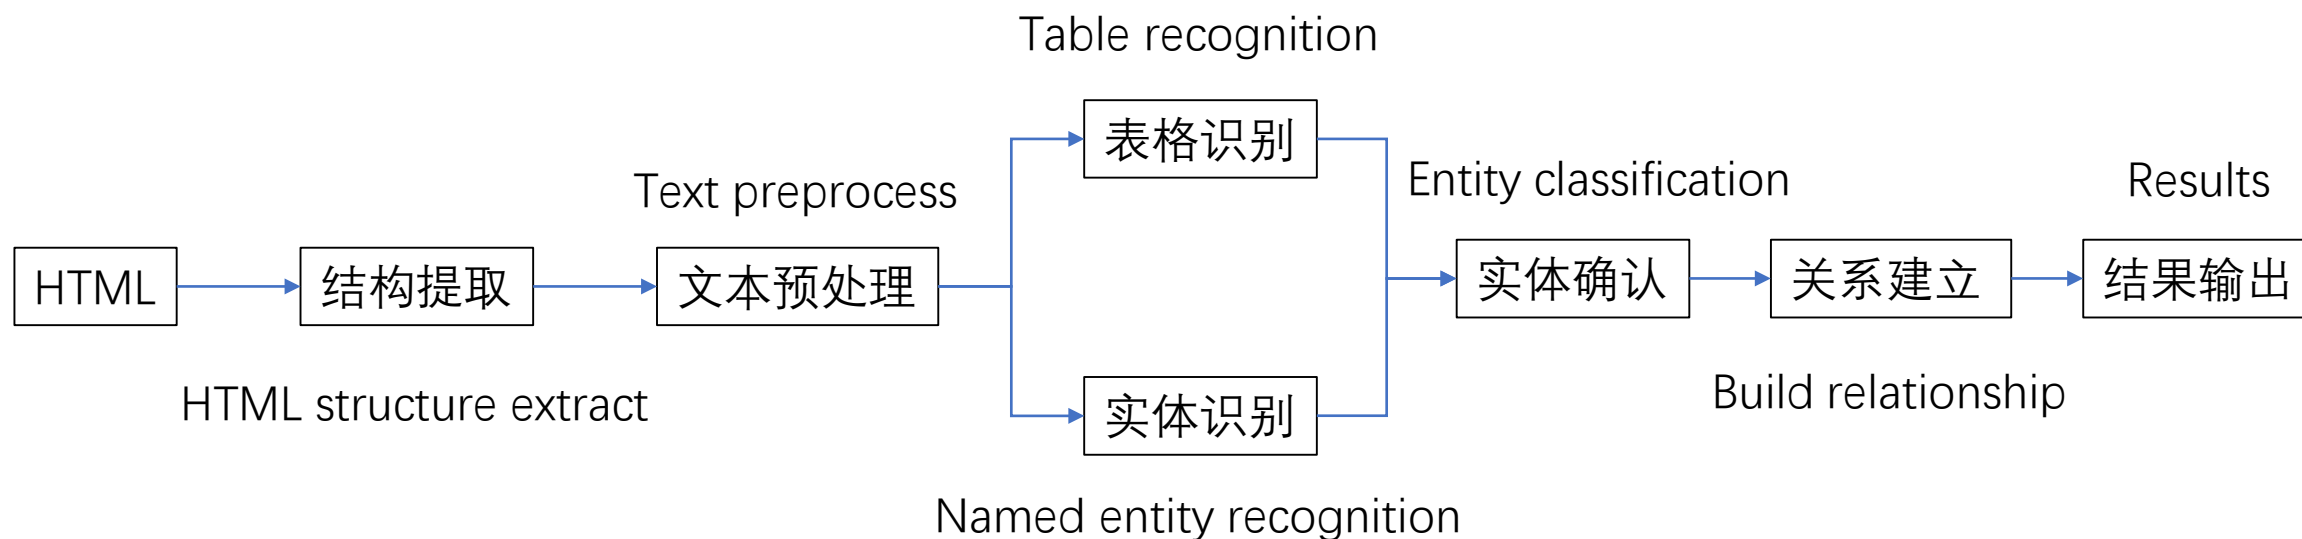 Table recognition
表格识别
Text preprocess
Entity classification
Results
HTML
结构提取
文本预处理
实体确认
关系建立
结果输出
HTML structure extract
实体识别
Build relationship
Named entity recognition